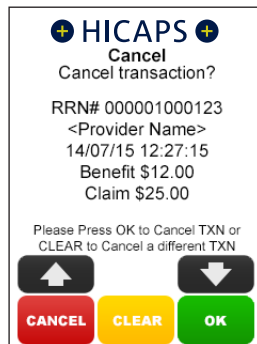 HICAPS
Cancel
Cancel transaction?
RRN# 000001000123
<Provider Name>
14/07/15 12:27:15
Benefit $12.00
Claim $25.00
Please Press OK to Cancel TXN or
CLEAR to Cancel a different TXN
CANCEL CLEAR OK